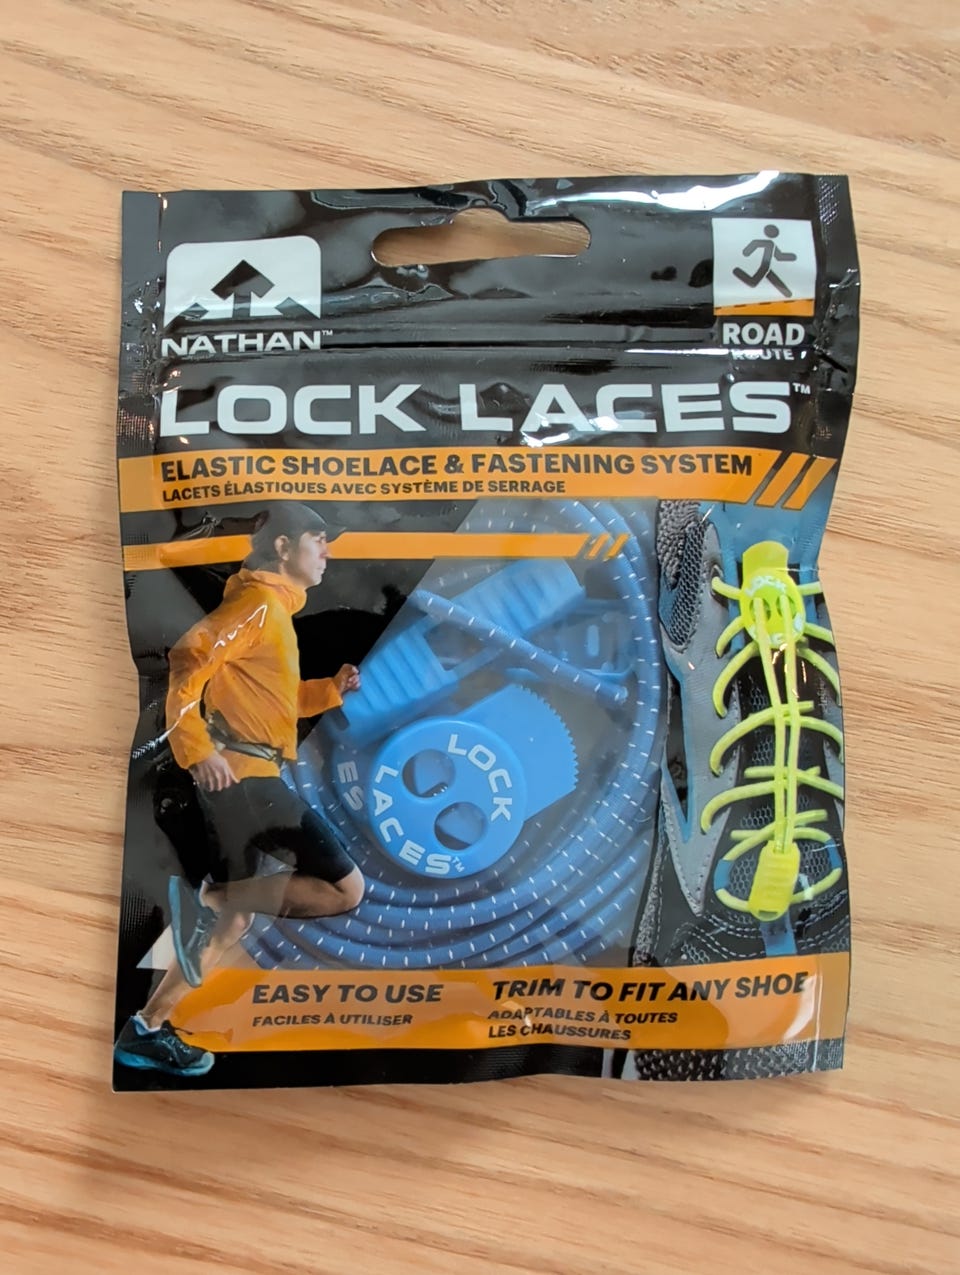 NATHAN™
ROAD
ROUTE
LOCK LACES™
ELASTIC SHOELACE & FASTENING SYSTEM
LACETS ÉLASTIQUES AVEC SYSTÈME DE SERRAGE
LOCK
LOCK
LACES™
ES
EASY TO USE
FACILES À UTILISER
TRIM TO FIT ANY SHOE
ADAPTABLES À TOUTES
LES CHAUSSURES